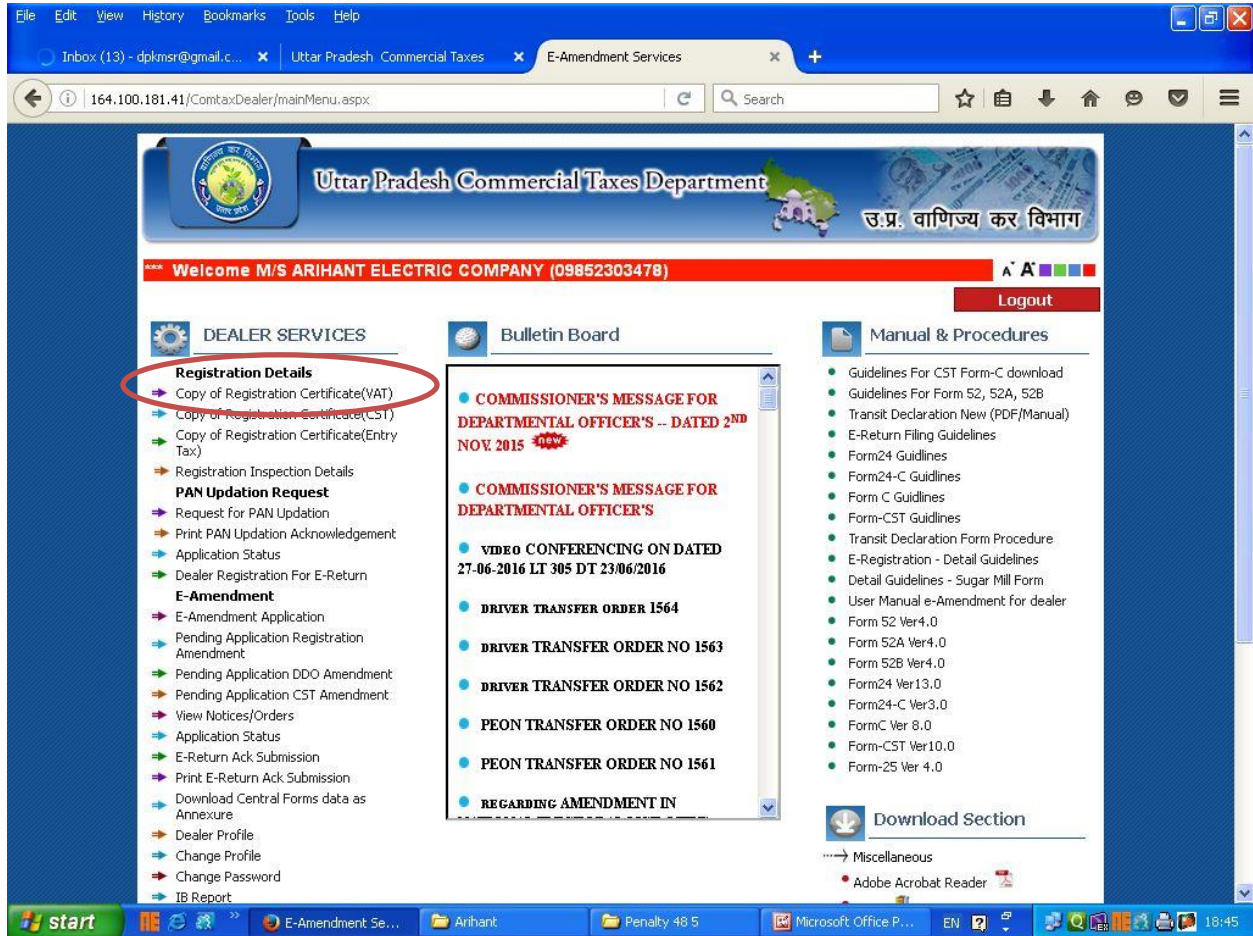 File Edit View History Bookmarks Tools Help
Inbox (13) - dpkmsr@gmail.c... Uttar Pradesh Commercial Taxes E-Amendment Services
164.100.181.41/ComtaxDealer/mainMenu.aspx Search
Uttar Pradesh Commercial Taxes Department
उ.प्र. वाणिज्य कर विभाग
*** Welcome M/S ARIHANT ELECTRIC COMPANY (09852303478)
A- A+
Logout
DEALER SERVICES
Registration Details
Copy of Registration Certificate(VAT)
Copy of Registration Certificate(CST)
Copy of Registration Certificate(Entry
Tax)
Registration Inspection Details
PAN Updation Request
Request for PAN Updation
Print PAN Updation Acknowledgement
Application Status
Dealer Registration For E-Return
E-Amendment
E-Amendment Application
Pending Application Registration
Amendment
Pending Application DDO Amendment
Pending Application CST Amendment
View Notices/Orders
Application Status
E-Return Ack Submission
Print E-Return Ack Submission
Download Central Forms data as
Annexure
Dealer Profile
Change Profile
Change Password
IB Report
Bulletin Board
COMMISSIONER'S MESSAGE FOR
DEPARTMENTAL OFFICER'S -- DATED 2ND
NOV. 2015 new
COMMISSIONER'S MESSAGE FOR
DEPARTMENTAL OFFICER'S
VIDEO CONFERENCING ON DATED
27-06-2016 LT 305 DT 23/06/2016
DRIVER TRANSFER ORDER 1564
DRIVER TRANSFER ORDER NO 1563
DRIVER TRANSFER ORDER NO 1562
PEON TRANSFER ORDER NO 1560
PEON TRANSFER ORDER NO 1561
REGARDING AMENDMENT IN
Manual & Procedures
Guidelines For CST Form-C download
Guidelines For Form 52, 52A, 52B
Transit Declaration New (PDF/Manual)
E-Return Filing Guidelines
Form24 Guidlines
Form24-C Guidlines
Form C Guidlines
Form-CST Guidlines
Transit Declaration Form Procedure
E-Registration - Detail Guidelines
Detail Guidelines - Sugar Mill Form
User Manual e-Amendment for dealer
Form 52 Ver4.0
Form 52A Ver4.0
Form 52B Ver4.0
Form24 Ver13.0
Form24-C Ver3.0
FormC Ver 8.0
Form-CST Ver10.0
Form-25 Ver 4.0
Download Section
Miscellaneous
Adobe Acrobat Reader
start E-Amendment Se... Arihant Penalty 48 5 Microsoft Office P... EN 18:45